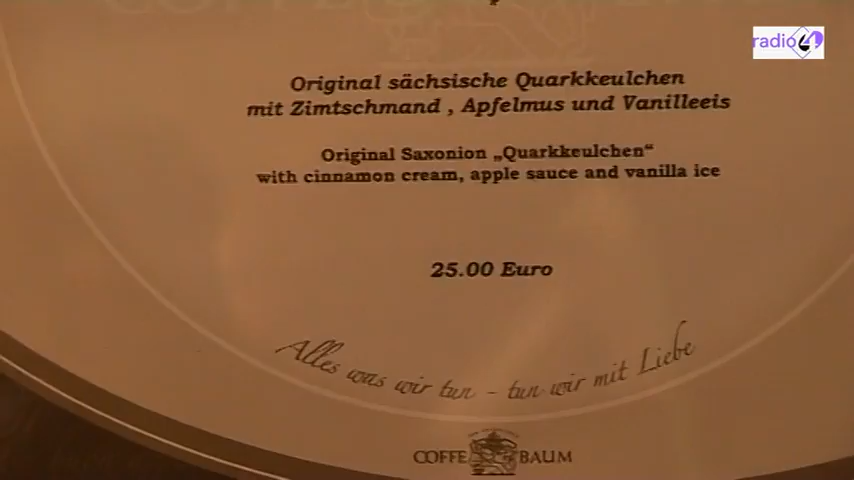 radio4
Original sächsische Quarkkeulchen
mit Zimtschmand , Apfelmus und Vanilleeis
Original Saxonion „Quarkkeulchen“
with cinnamon cream, apple sauce and vanilla ice
25.00 Euro
Alles was wir tun - tun wir mit Liebe
COFFE BAUM